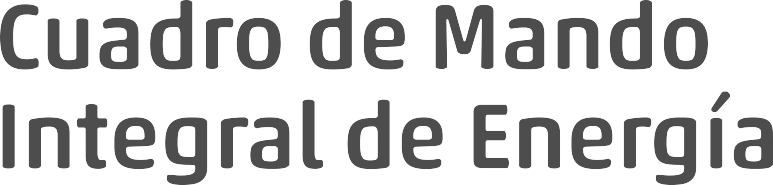 Cuadro de Mando
Integral de Energía